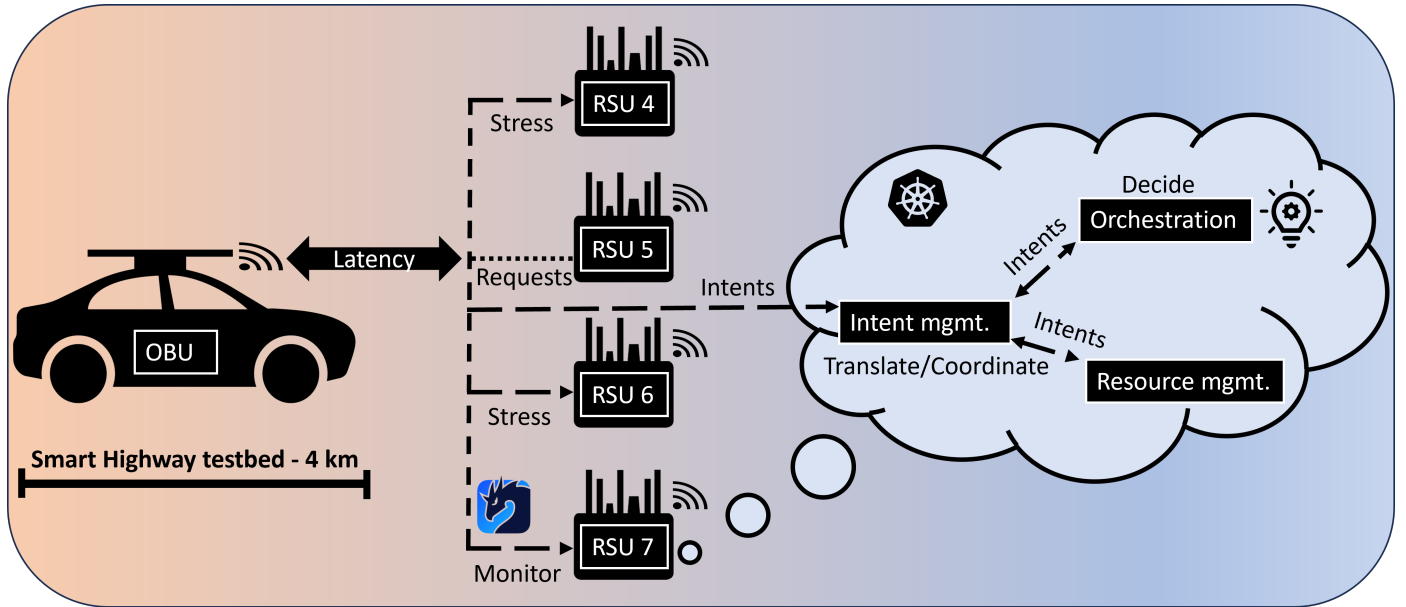 RSU 4
Stress
RSU 5
Latency
Requests
Intents
OBU
RSU 6
Stress
Smart Highway testbed - 4 km
RSU 7
Monitor
Decide
Orchestration
Intents
Intent mgmt.
Intents
Translate/Coordinate
Resource mgmt.